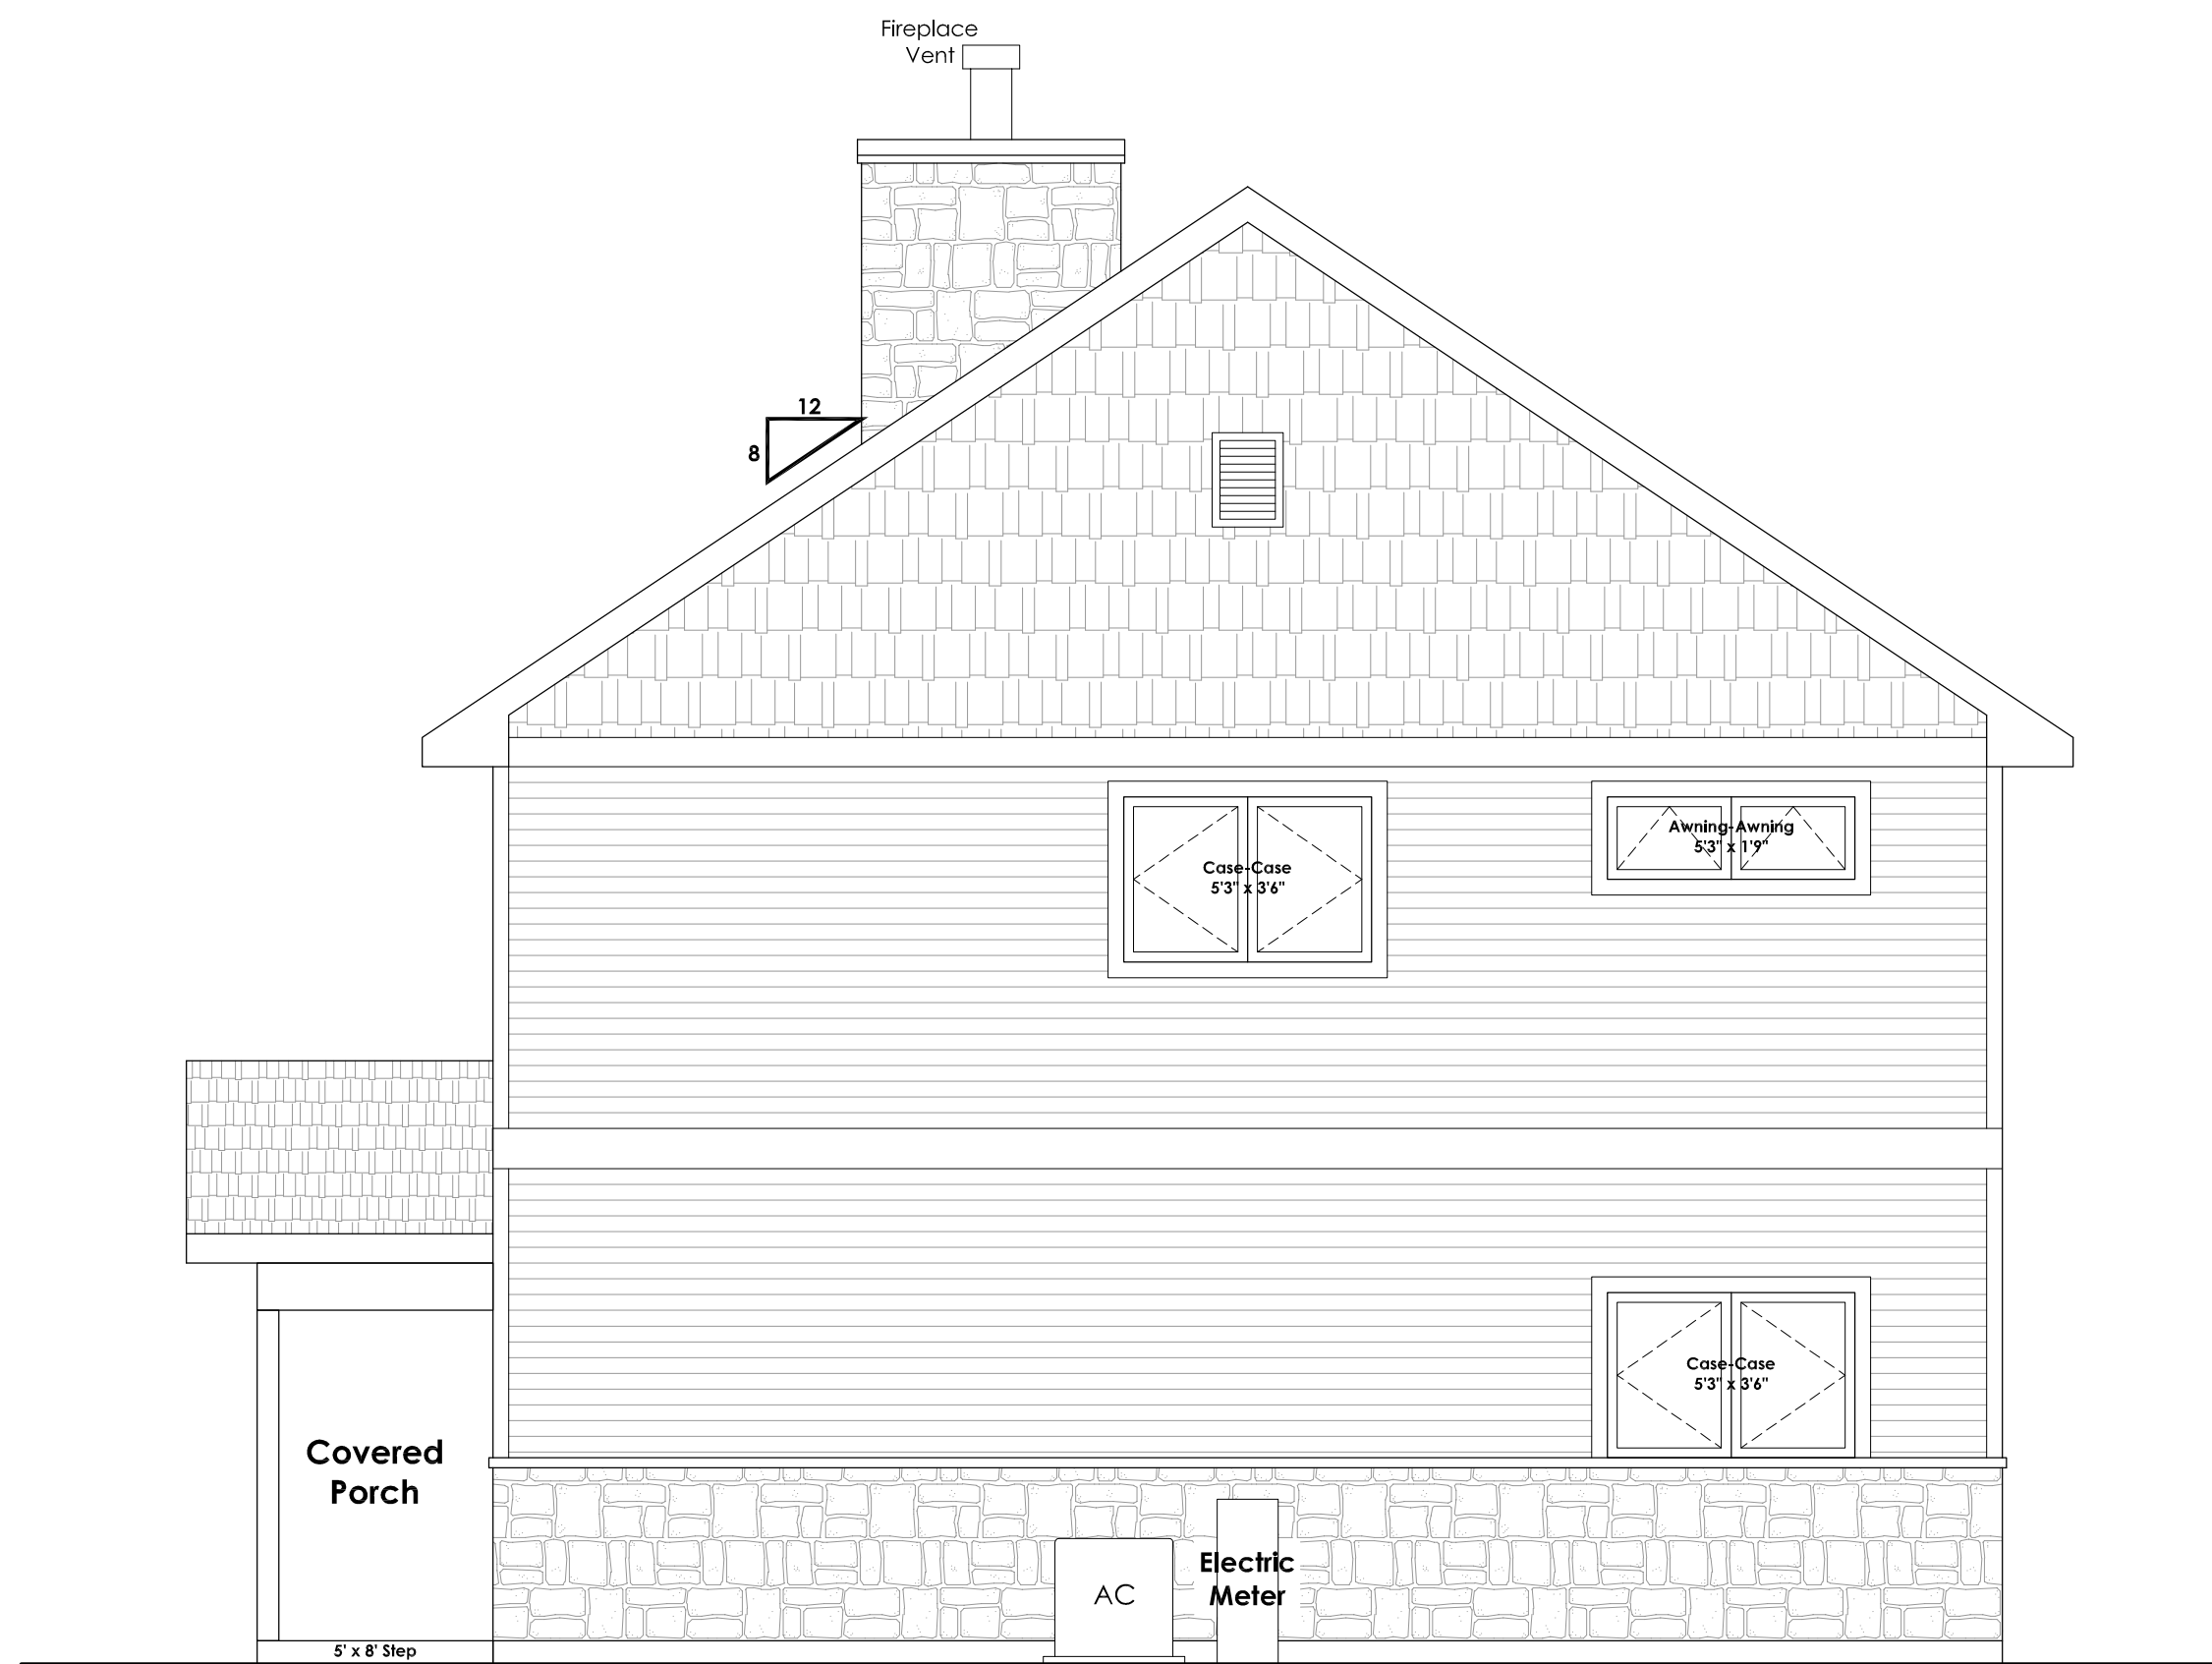 Fireplace
Vent
12
8
Awning-Awning
5'3" x 1'9"
Case-Case
5'3" x 3'6"
Case-Case
5'3" x 3'6"
Covered
Porch
Electric
Meter
AC
5' x 8' Step